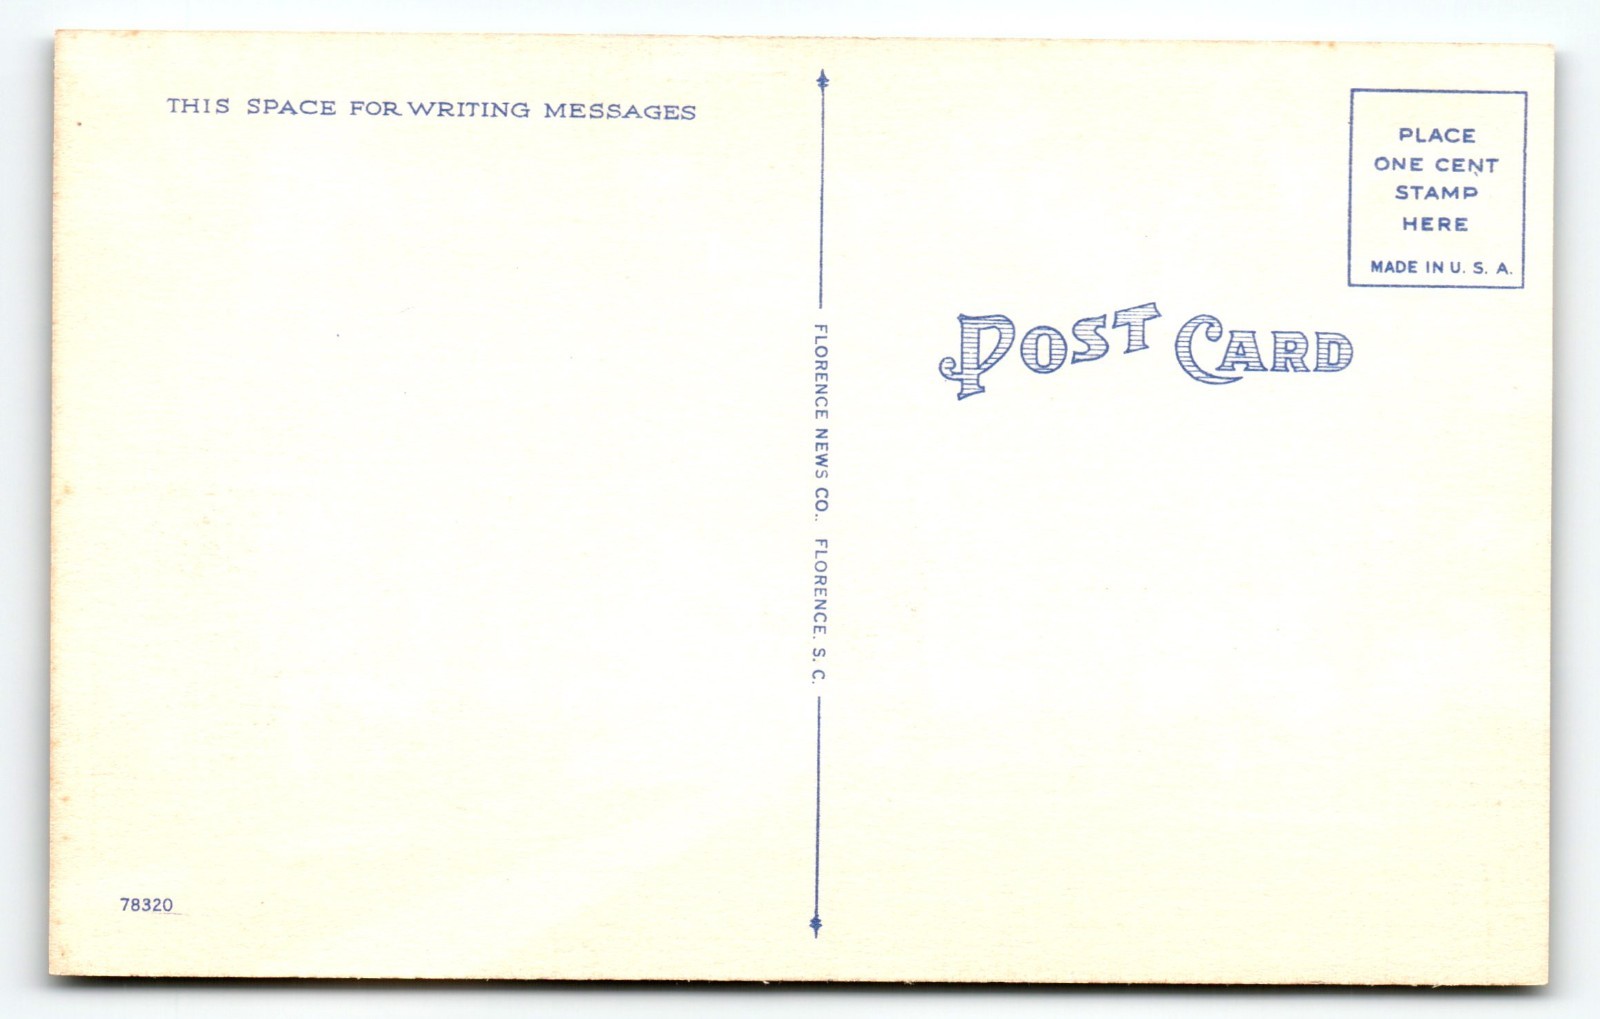 THIS SPACE FOR WRITING MESSAGES
PLACE
ONE CENT
STAMP
HERE
MADE IN U. S. A.
POST CARD
FLORENCE NEWS CO., FLORENCE, S. C.
78320